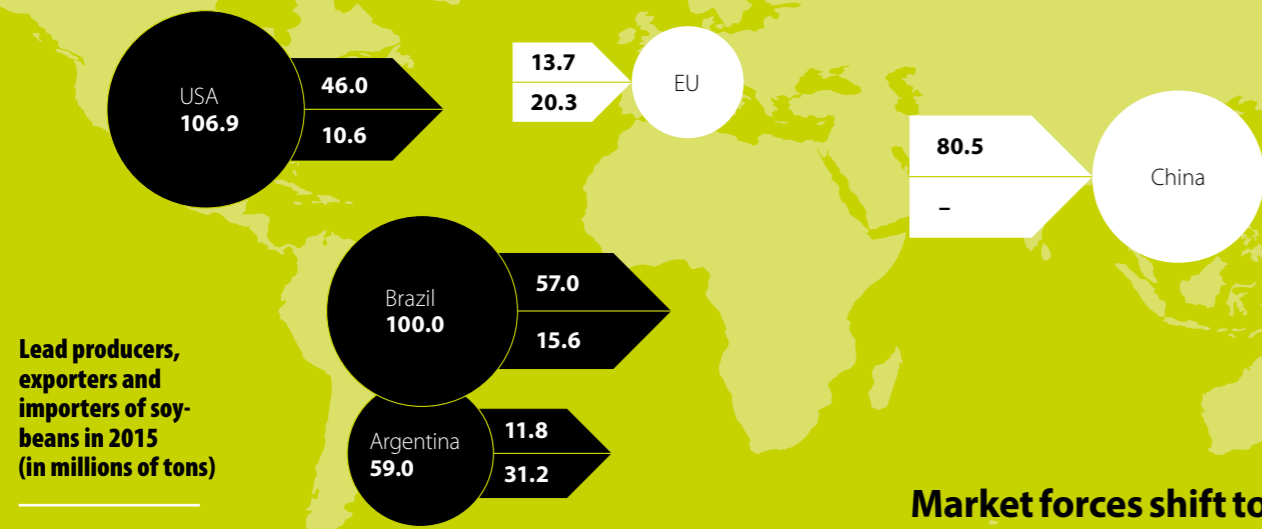 USA
106.9
46.0
10.6
13.7
20.3
EU
80.5
–
China
Brazil
100.0
57.0
15.6
Argentina
59.0
11.8
31.2
Lead producers,
exporters and
importers of soy-
beans in 2015
(in millions of tons)
Market forces shift to